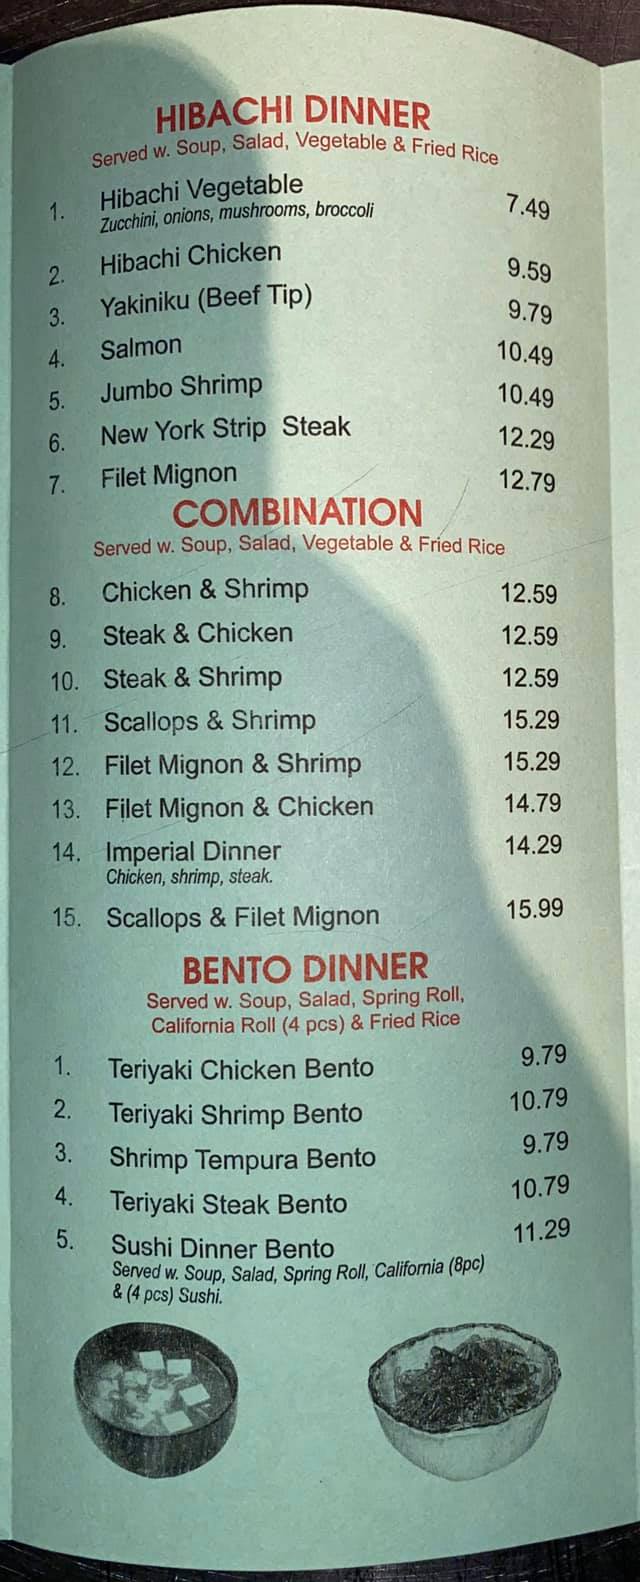 HIBACHI DINNER
Served w. Soup, Salad, Vegetable & Fried Rice
1. Hibachi Vegetable 7.49
Zucchini, onions, mushrooms, broccoli
2. Hibachi Chicken 9.59
3. Yakiniku (Beef Tip) 9.79
4. Salmon 10.49
5. Jumbo Shrimp 10.49
6. New York Strip Steak 12.29
7. Filet Mignon 12.79
COMBINATION
Served w. Soup, Salad, Vegetable & Fried Rice
8. Chicken & Shrimp 12.59
9. Steak & Chicken 12.59
10. Steak & Shrimp 12.59
11. Scallops & Shrimp 15.29
12. Filet Mignon & Shrimp 15.29
13. Filet Mignon & Chicken 14.79
14. Imperial Dinner 14.29
Chicken, shrimp, steak.
15. Scallops & Filet Mignon 15.99
BENTO DINNER
Served w. Soup, Salad, Spring Roll,
California Roll (4 pcs) & Fried Rice
1. Teriyaki Chicken Bento 9.79
2. Teriyaki Shrimp Bento 10.79
3. Shrimp Tempura Bento 9.79
4. Teriyaki Steak Bento 10.79
5. Sushi Dinner Bento 11.29
Served w. Soup, Salad, Spring Roll, California (8pc)
& (4 pcs) Sushi.